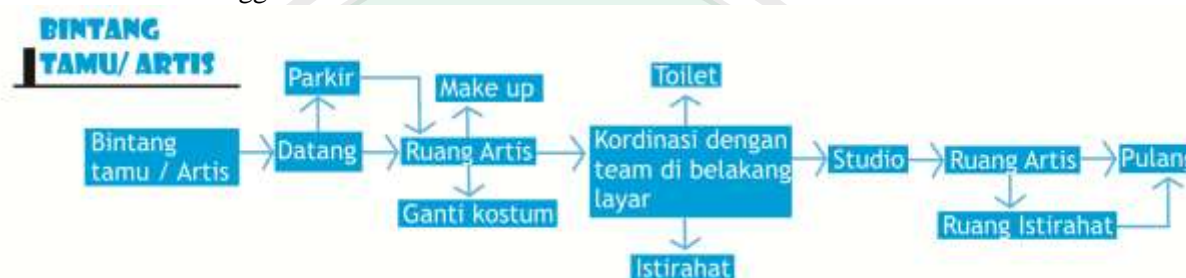 BINTANG
TAMU/ ARTIS
Parkir
Make up
Toilet
Bintang
tamu / Artis
Datang
Ruang Artis
Kordinasi dengan
team di belakang
layar
Studio
Ruang Artis
Pulang
Ganti kostum
Ruang Istirahat
Istirahat